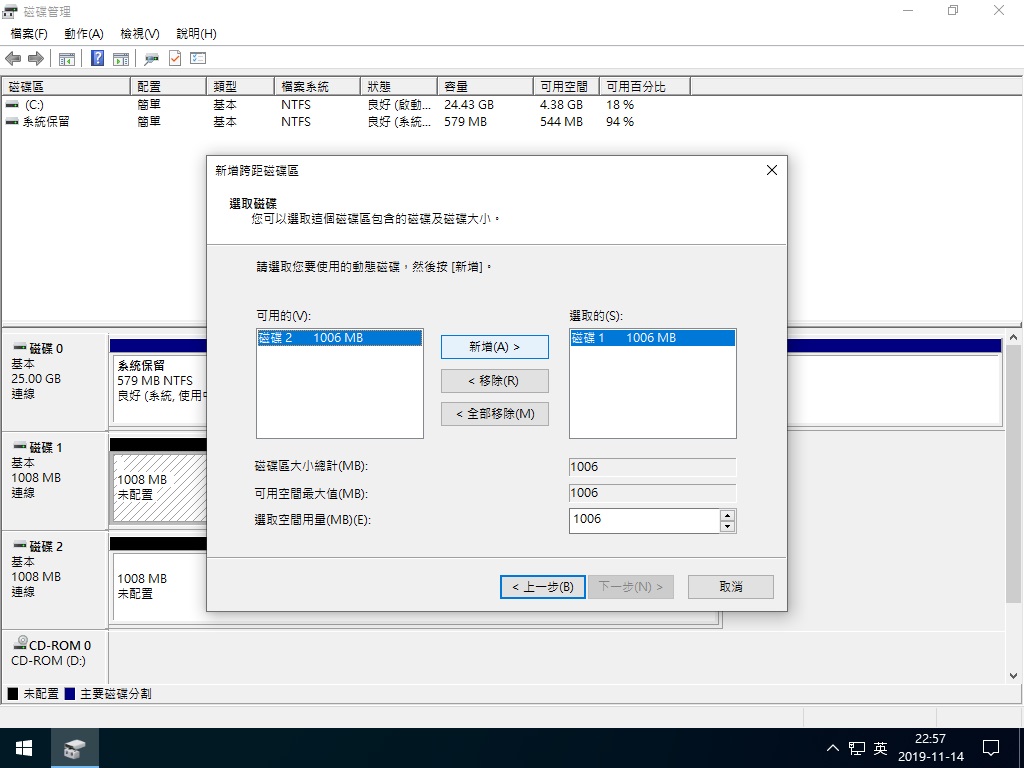 磁碟管理
檔案(F) 動作(A) 檢視(V) 說明(H)
磁碟區 配置 類型 檔案系統 狀態 容量 可用空間 可用百分比
(C:) 簡單 基本 NTFS 良好 (啟動... 24.43 GB 4.38 GB 18 %
系統保留 簡單 基本 NTFS 良好 (系統... 579 MB 544 MB 94 %
新增跨距磁碟區
選取磁碟
您可以選取這個磁碟區包含的磁碟及磁碟大小。
請選取您要使用的動態磁碟，然後按 [新增]。
可用的(V): 選取的(S):
磁碟 2 1006 MB
磁碟 1 1006 MB
新增(A) >
< 移除(R)
< 全部移除(M)
磁碟區大小總計(MB): 1006
可用空間最大值(MB): 1006
選取空間用量(MB)(E): 1006
< 上一步(B) 下一步(N) > 取消
磁碟 0
基本
25.00 GB
連線
系統保留
579 MB NTFS
良好 (系統, 使用中
磁碟 1
基本
1008 MB
連線
1008 MB
未配置
磁碟 2
基本
1008 MB
連線
1008 MB
未配置
CD-ROM 0
CD-ROM (D:)
未配置 主要磁碟分割
英
22:57
2019-11-14